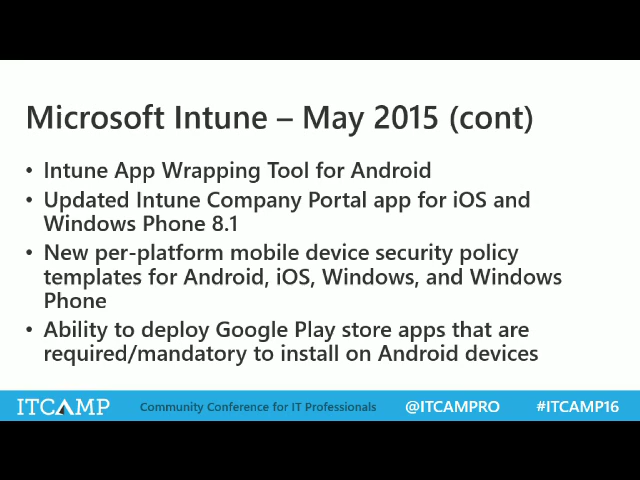 Microsoft Intune – May 2015 (cont)
• Intune App Wrapping Tool for Android
• Updated Intune Company Portal app for iOS and
Windows Phone 8.1
• New per-platform mobile device security policy
templates for Android, iOS, Windows, and Windows
Phone
• Ability to deploy Google Play store apps that are
required/mandatory to install on Android devices
ITCAMP Community Conference for IT Professionals @ITCAMPRO #ITCAMP16